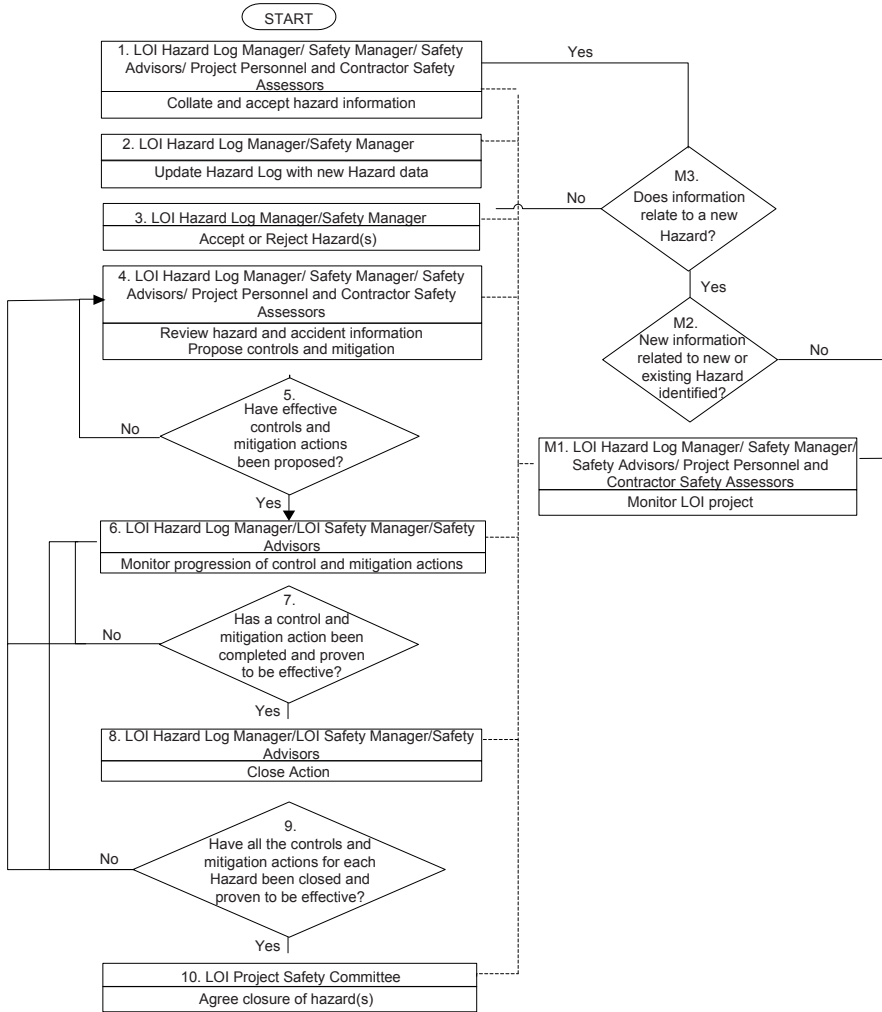 START
1. LOI Hazard Log Manager/ Safety Manager/ Safety
Advisors/ Project Personnel and Contractor Safety
Assessors
Collate and accept hazard information
Yes
2. LOI Hazard Log Manager/Safety Manager
Update Hazard Log with new Hazard data
M3.
Does information
relate to a new
Hazard?
No
3. LOI Hazard Log Manager/Safety Manager
Accept or Reject Hazard(s)
4. LOI Hazard Log Manager/ Safety Manager/ Safety
Advisors/ Project Personnel and Contractor Safety
Assessors
Review hazard and accident information
Propose controls and mitigation
Yes
M2.
New information
related to new or
existing Hazard
identified?
No
5.
Have effective
controls and
mitigation actions
been proposed?
No
Yes
M1. LOI Hazard Log Manager/ Safety Manager/
Safety Advisors/ Project Personnel and
Contractor Safety Assessors
Monitor LOI project
6. LOI Hazard Log Manager/LOI Safety Manager/Safety
Advisors
Monitor progression of control and mitigation actions
7.
Has a control and
mitigation action been
completed and proven
to be effective?
No
Yes
8. LOI Hazard Log Manager/LOI Safety Manager/Safety
Advisors
Close Action
9.
Have all the controls and
mitigation actions for each
Hazard been closed and
proven to be effective?
No
Yes
10. LOI Project Safety Committee
Agree closure of hazard(s)